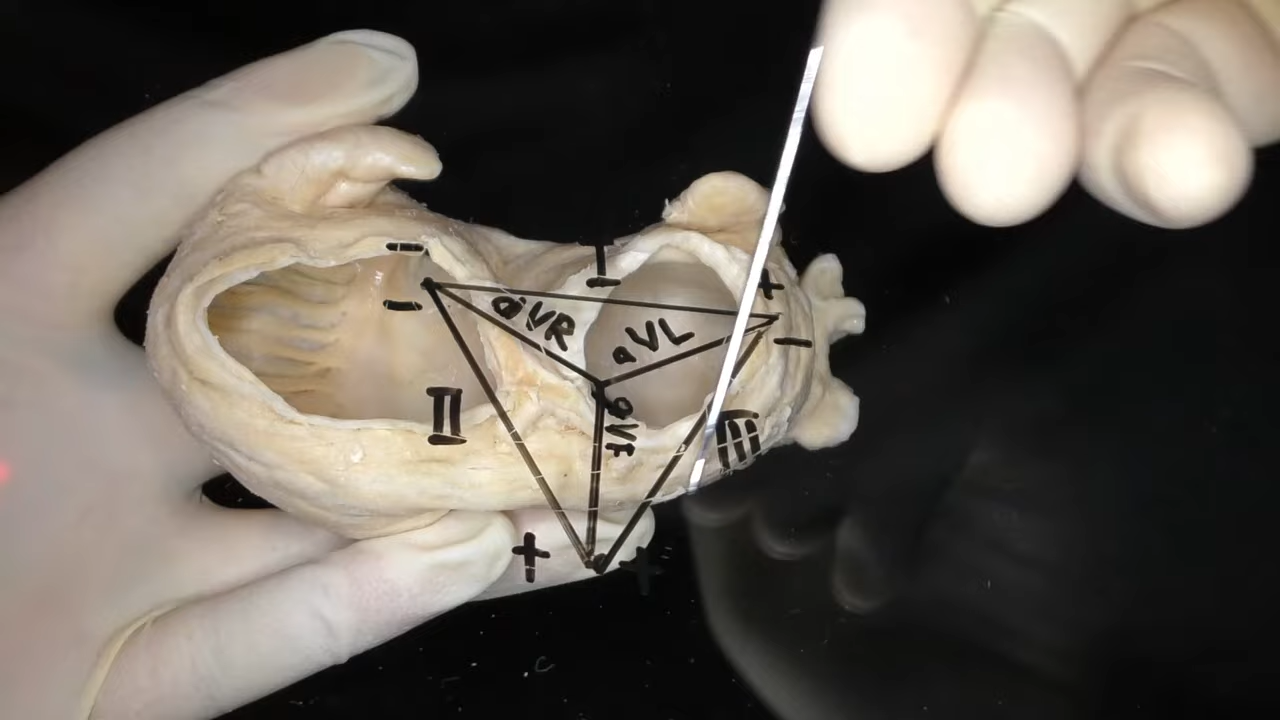 − I +
−
aVR aVL
−
II aVF III
+ +